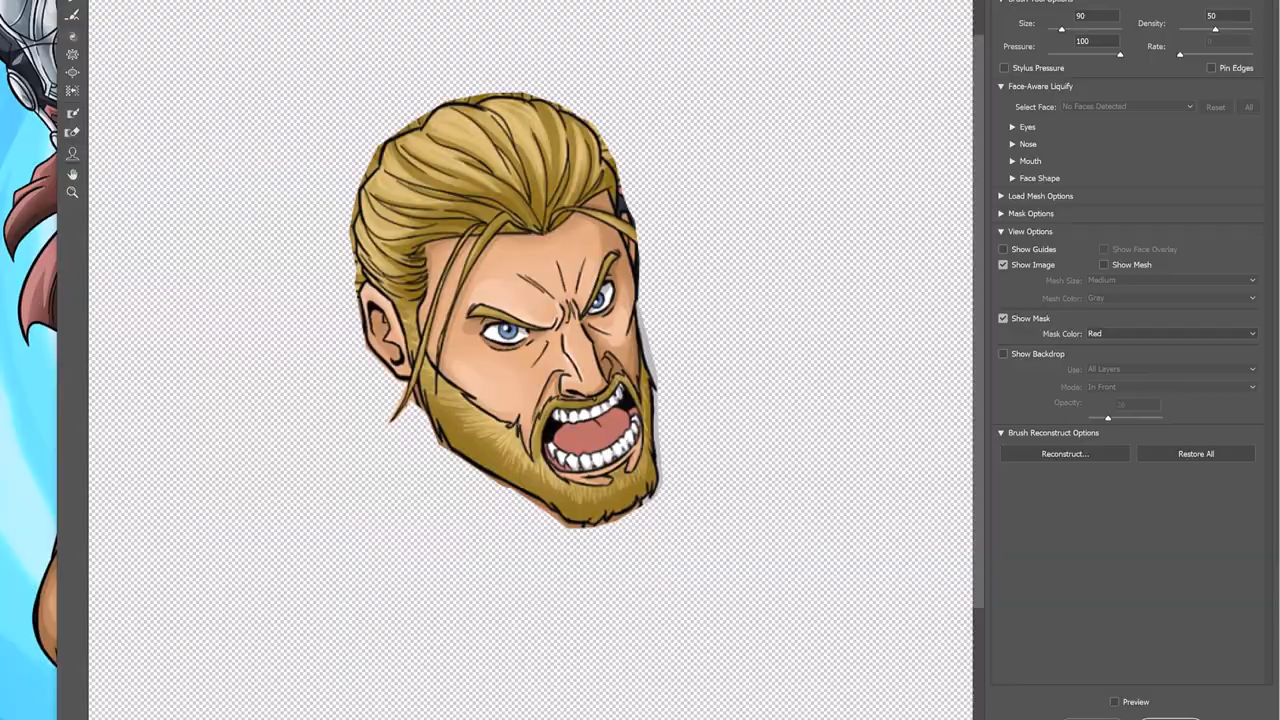 Size: 90 Density: 50
Pressure: 100 Rate:
Stylus Pressure Pin Edges
Face-Aware Liquify
Select Face: No Faces Detected Reset All
Eyes
Nose
Mouth
Face Shape
Load Mesh Options
Mask Options
View Options
Show Guides Show Face Overlay
Show Image Show Mesh
Mesh Size: Medium
Mesh Color: Gray
Show Mask
Mask Color: Red
Show Backdrop
Use: All Layers
Mode: In Front
Opacity:
Brush Reconstruct Options
Reconstruct... Restore All
Preview